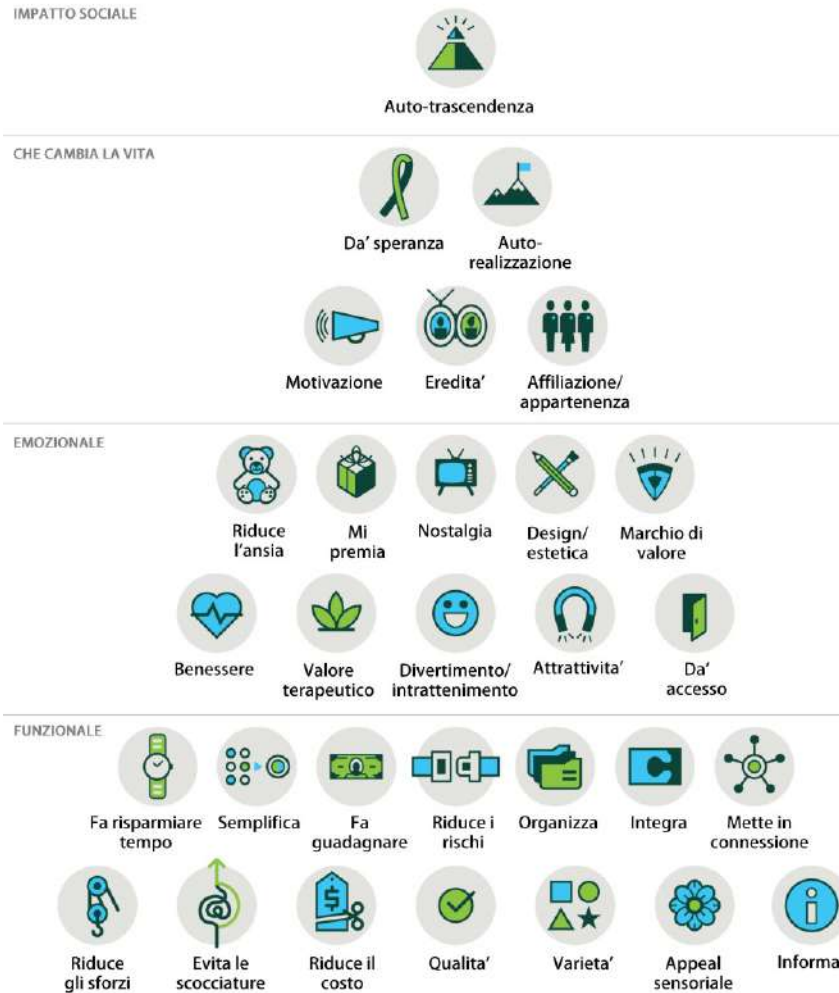 IMPATTO SOCIALE
Auto-trascendenza
CHE CAMBIA LA VITA
Da' speranza
Auto-
realizzazione
Motivazione
Eredita'
Affiliazione/
appartenenza
EMOZIONALE
Riduce
l'ansia
Mi
premia
Nostalgia
Design/
estetica
Marchio di
valore
Benessere
Valore
terapeutico
Divertimento/
intrattenimento
Attrattivita'
Da'
accesso
FUNZIONALE
Fa risparmiare
tempo
Semplifica
Fa
guadagnare
Riduce i
rischi
Organizza
Integra
Mette in
connessione
Riduce
gli sforzi
Evita le
scocciature
$
Riduce il
costo
Qualita'
Varieta'
Appeal
sensoriale
Informa